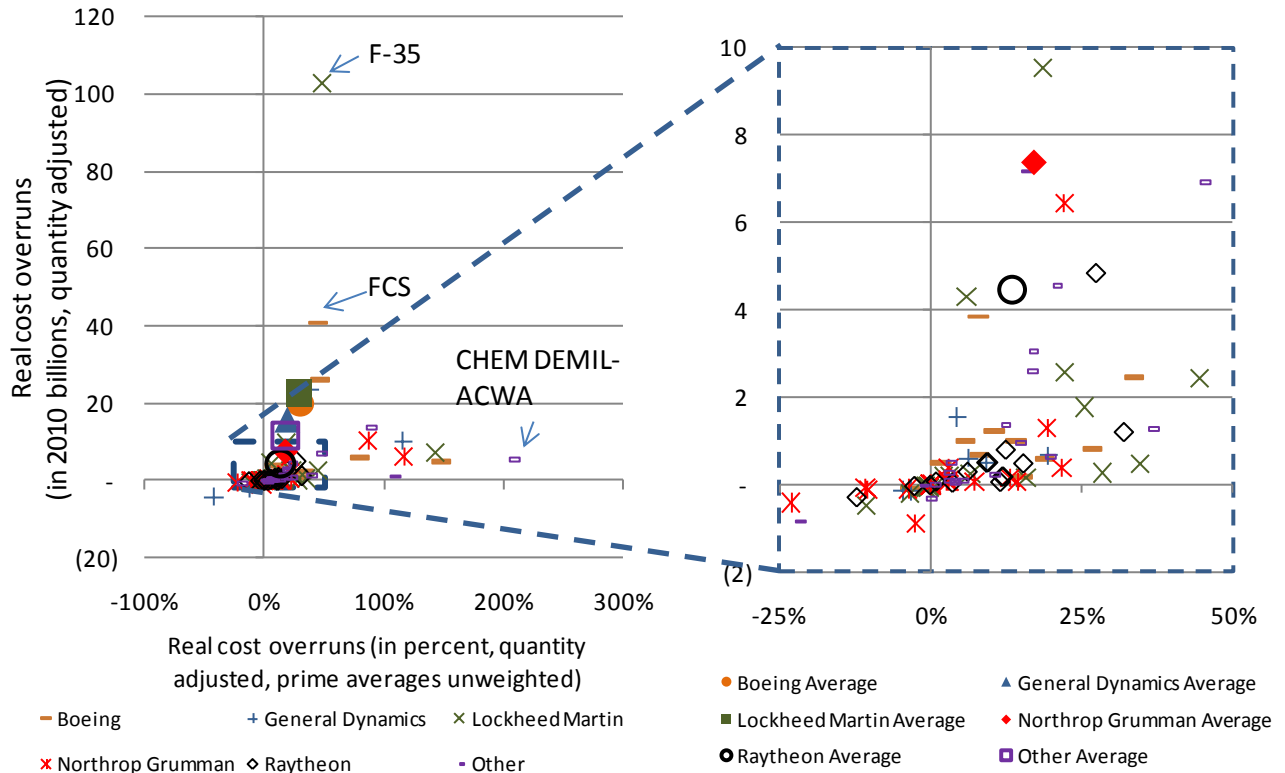 120
100
80
60
40
20
-
(20)
Real cost overruns
(in 2010 billions, quantity adjusted)
F-35
FCS
CHEM DEMIL-
ACWA
-100%
0%
100%
200%
300%
Real cost overruns (in percent, quantity
adjusted, prime averages unweighted)
Boeing
General Dynamics
Lockheed Martin
Northrop Grumman
Raytheon
Other
10
8
6
4
2
-
(2)
-25%
0%
25%
50%
Boeing Average
General Dynamics Average
Lockheed Martin Average
Northrop Grumman Average
Raytheon Average
Other Average